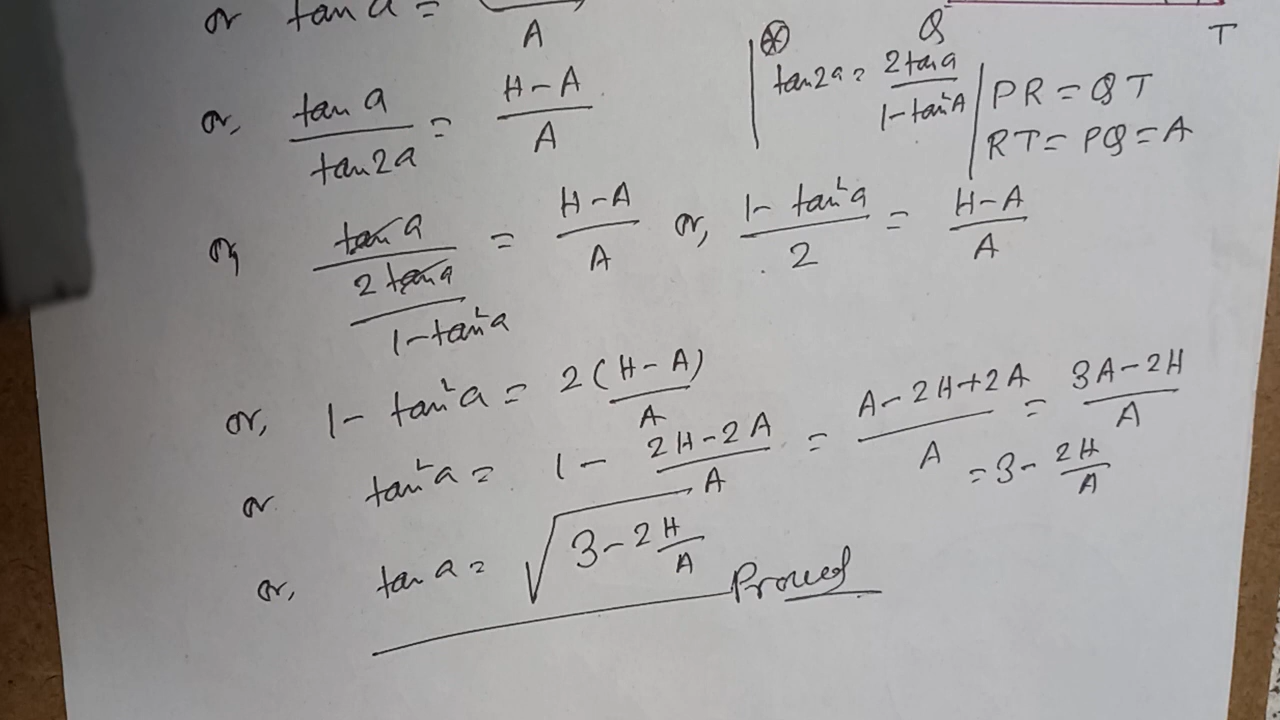 or tan a = / A
Q T
or, tan a / tan2a = H-A / A
⊛ tan2a = 2tan a / 1-tan²A
PR = QT
RT = PQ = A
or, tan a / (2 tan a / 1-tan²a) = H-A / A or, 1-tan²a / 2 = H-A / A
or, 1 - tan²a = 2(H-A) / A
or tan²a = 1 - 2H-2A / A = A-2H+2A / A = 3A-2H / A
= 3 - 2H / A
or, tan a = √(3-2H/A) Proved